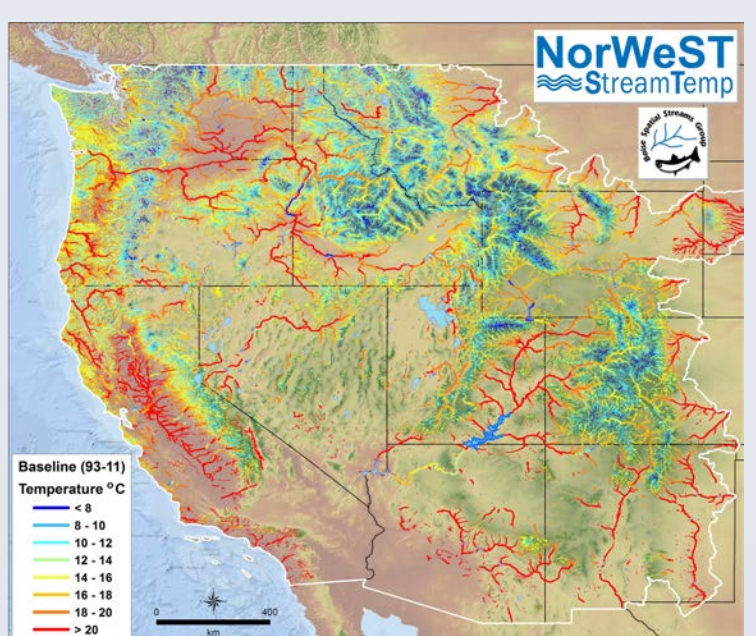 NorWeST
StreamTemp
Boise Spatial Streams Group
Baseline (93-11)
Temperature °C
< 8
8 - 10
10 - 12
12 - 14
14 - 16
16 - 18
18 - 20
> 20
0 400
km